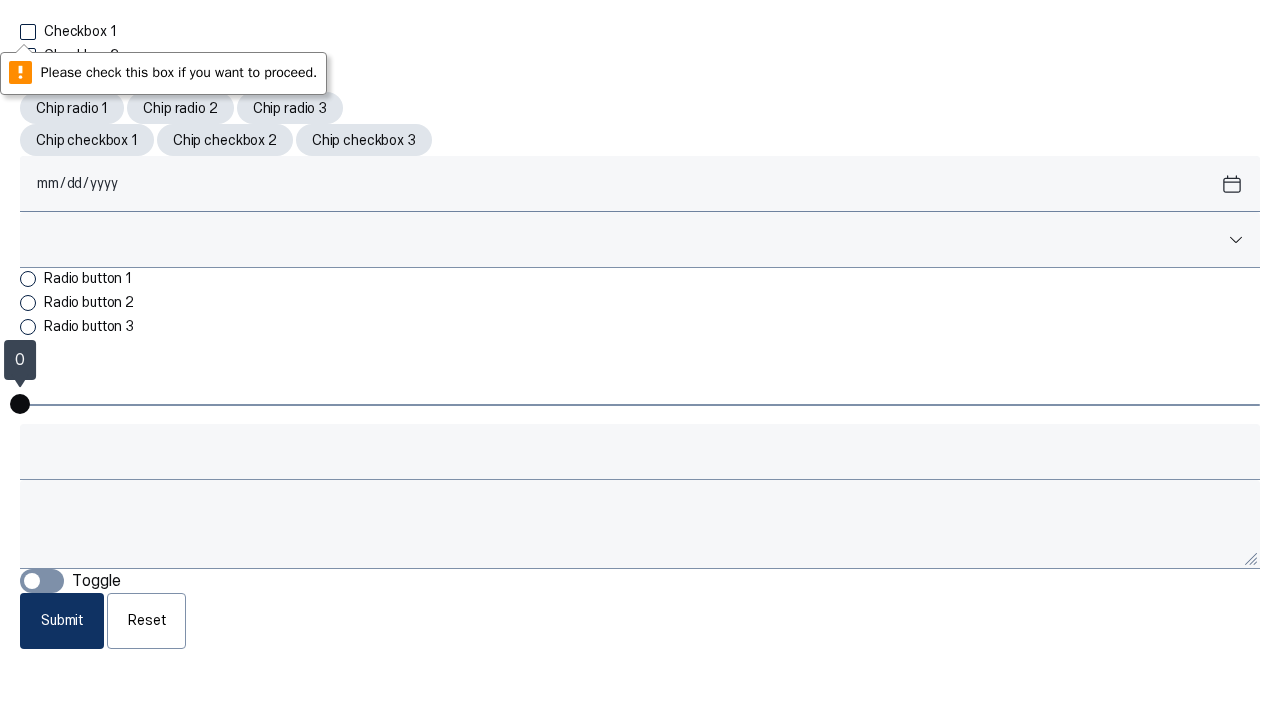 Checkbox 1
Please check this box if you want to proceed.
Chip radio 1 Chip radio 2 Chip radio 3
Chip checkbox 1 Chip checkbox 2 Chip checkbox 3
mm/dd/yyyy
Radio button 1
Radio button 2
Radio button 3
0
Toggle
Submit Reset